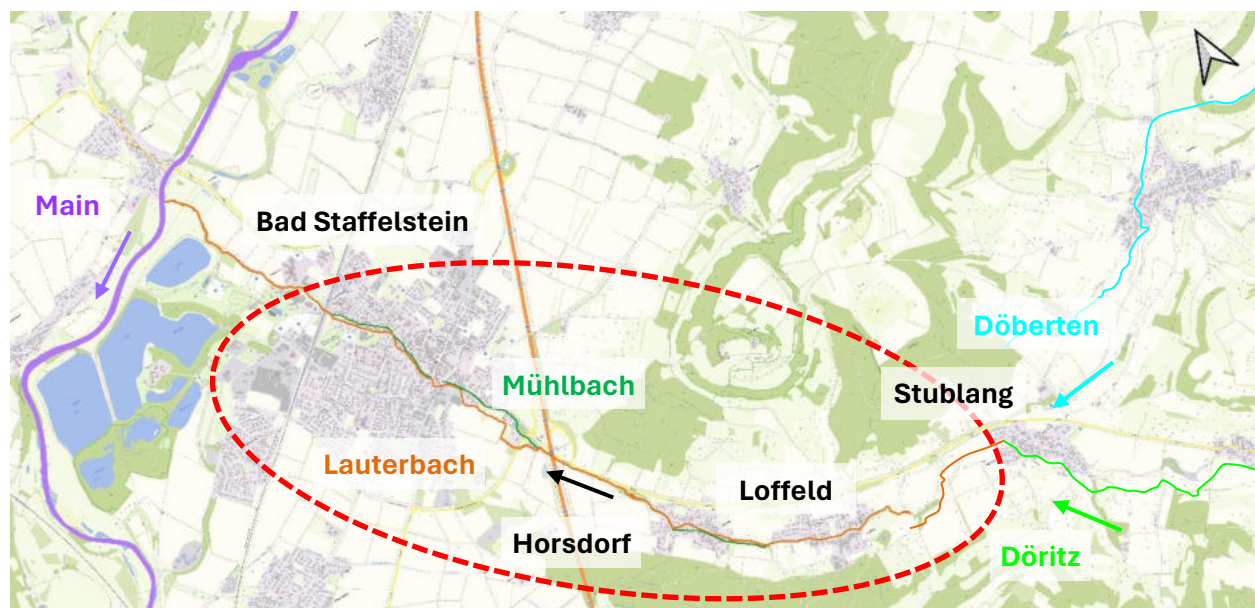 Main
Bad Staffelstein
Döberten
Mühlbach
Stublang
Lauterbach
Loffeld
Horsdorf
Döritz